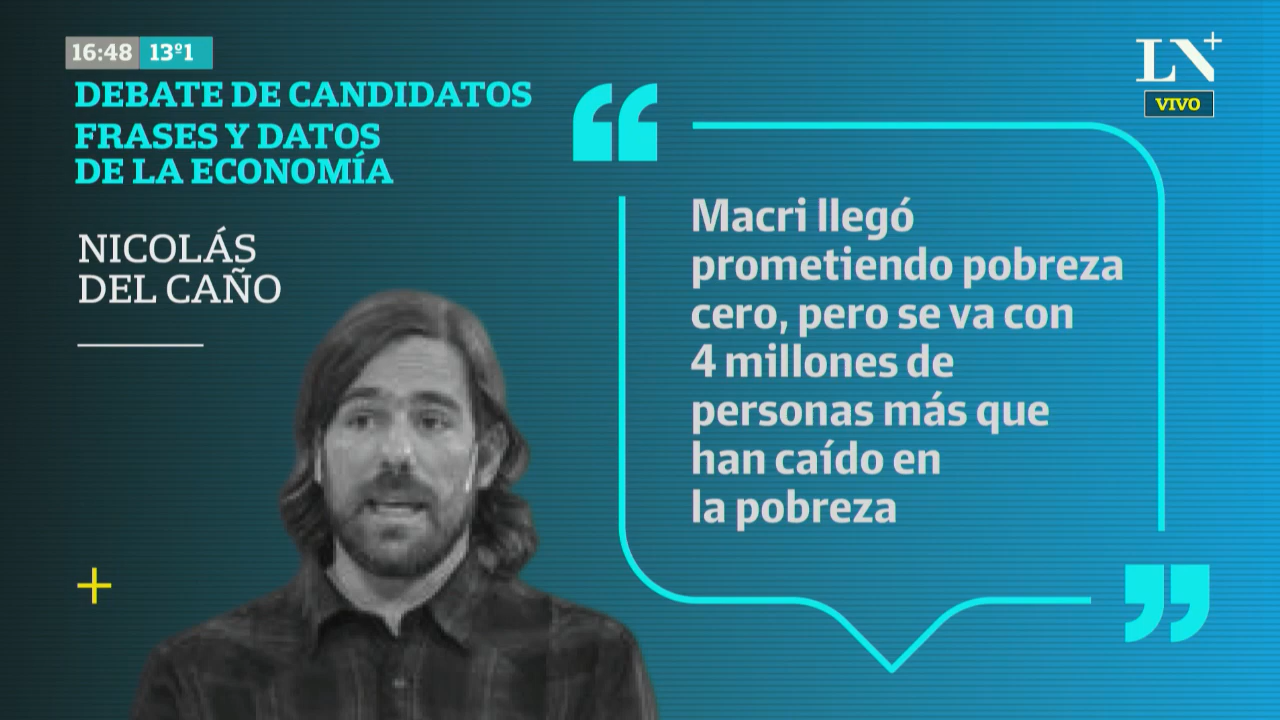 16:48 13º1
DEBATE DE CANDIDATOS
FRASES Y DATOS
DE LA ECONOMÍA
NICOLÁS
DEL CAÑO
LN+
VIVO
“
Macri llegó
prometiendo pobreza
cero, pero se va con
4 millones de
personas más que
han caído en
la pobreza
”